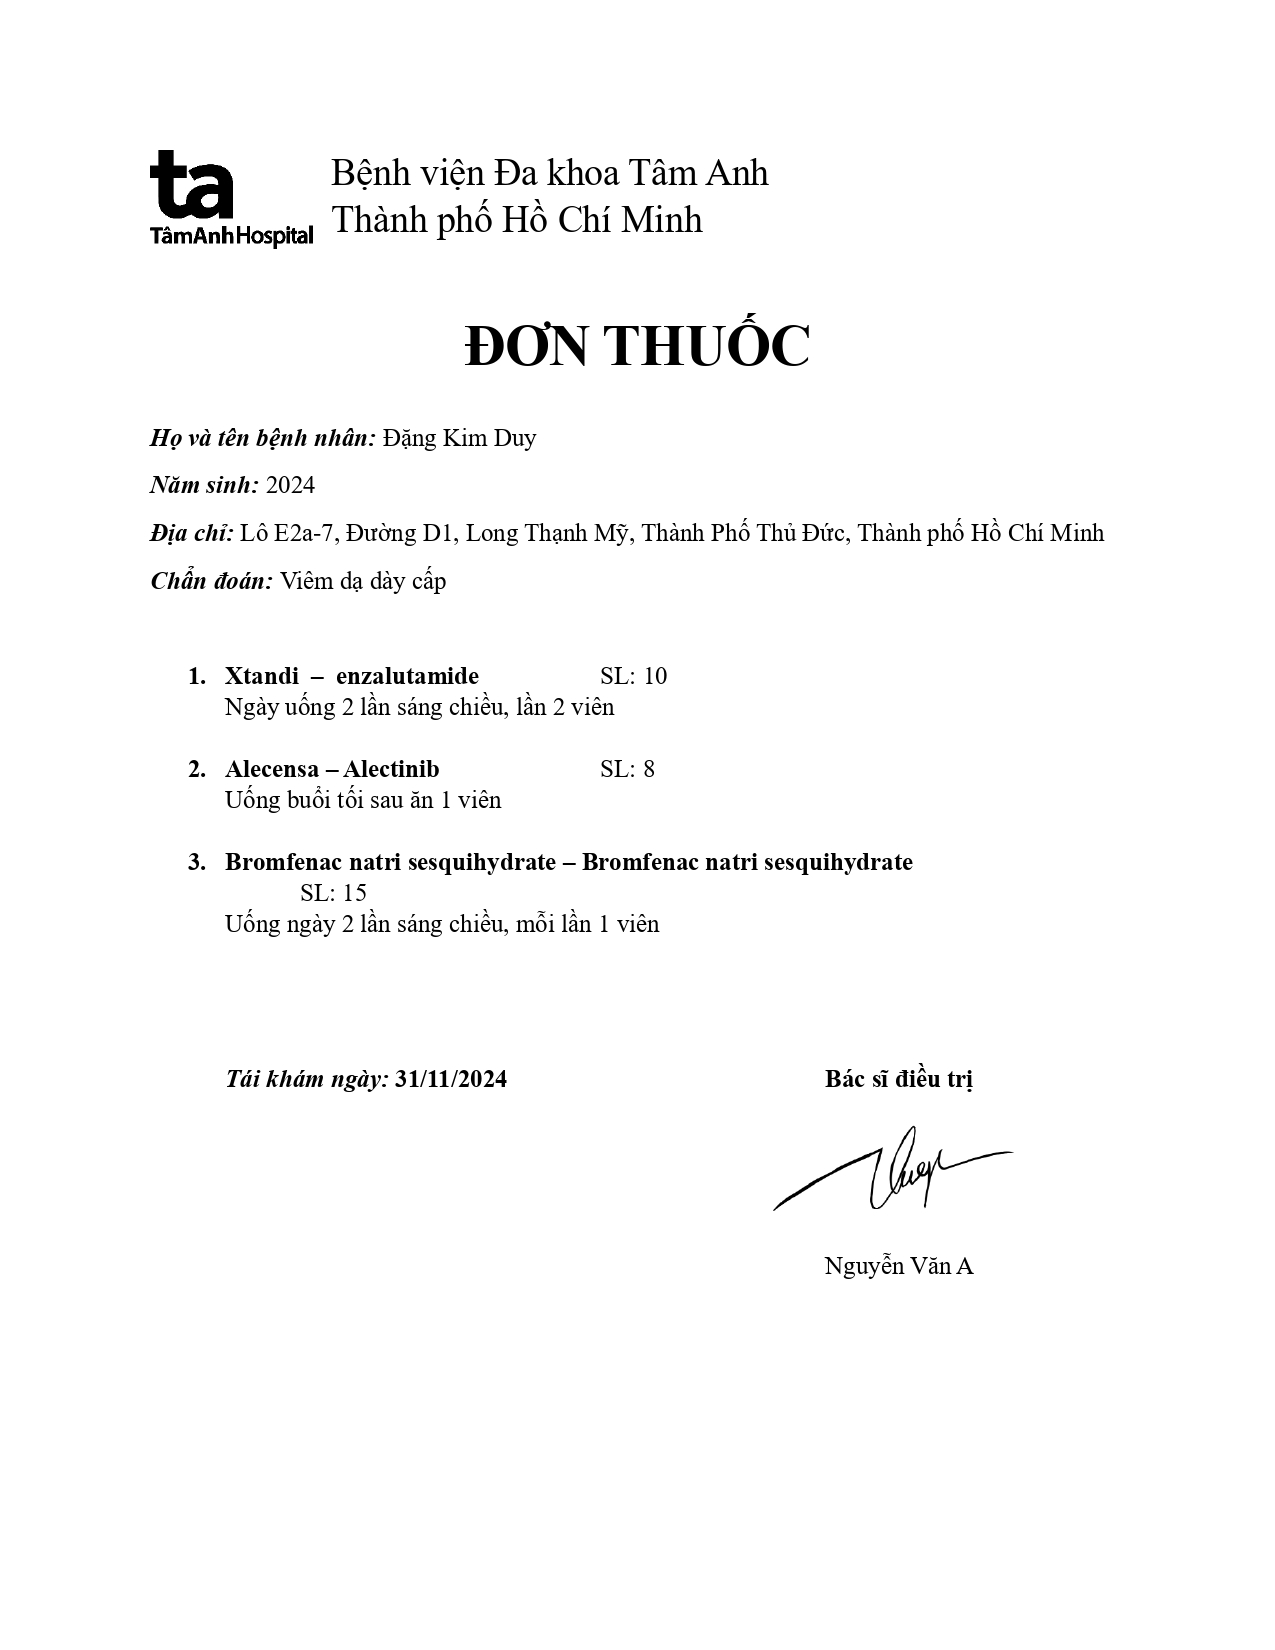 ta
TâmAnh Hospital
Bệnh viện Đa khoa Tâm Anh
Thành phố Hồ Chí Minh
ĐƠN THUỐC
Họ và tên bệnh nhân: Đặng Kim Duy
Năm sinh: 2024
Địa chỉ: Lô E2a-7, Đường D1, Long Thạnh Mỹ, Thành Phố Thủ Đức, Thành phố Hồ Chí Minh
Chẩn đoán: Viêm dạ dày cấp
1. Xtandi – enzalutamide SL: 10
Ngày uống 2 lần sáng chiều, lần 2 viên
2. Alecensa – Alectinib SL: 8
Uống buổi tối sau ăn 1 viên
3. Bromfenac natri sesquihydrate – Bromfenac natri sesquihydrate
SL: 15
Uống ngày 2 lần sáng chiều, mỗi lần 1 viên
Tái khám ngày: 31/11/2024 Bác sĩ điều trị
Nguyễn Văn A